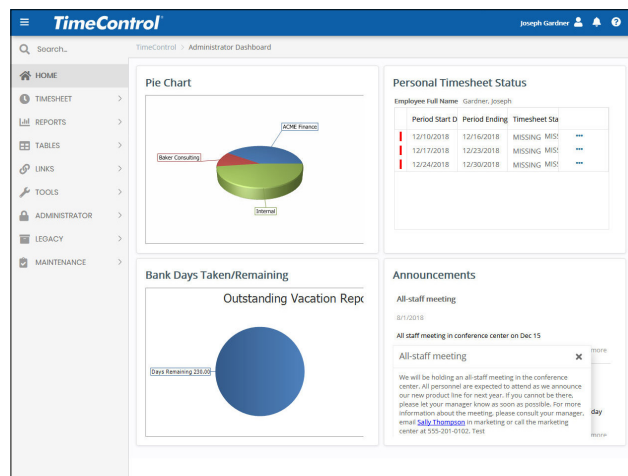 TimeControl
Joseph Gardner
Search...
TimeControl > Administrator Dashboard
HOME
TIMESHEET
REPORTS
TABLES
LINKS
TOOLS
ADMINISTRATOR
LEGACY
MAINTENANCE
Pie Chart
ACME Finance
Baker Consulting
Internal
Personal Timesheet Status
Employee Full Name Gardner, Joseph
Period Start D Period Ending Timesheet Sta
12/10/2018 12/16/2018 MISSING MISS
12/17/2018 12/23/2018 MISSING MISS
12/24/2018 12/30/2018 MISSING MISS
Bank Days Taken/Remaining
Outstanding Vacation Repo
Days Remaining 230.00
Announcements
All-staff meeting
8/1/2018
All staff meeting in conference center on Dec 15
more
All-staff meeting
We will be holding an all-staff meeting in the conference
center. All personnel are expected to attend as we announce
our new product line for next year. If you cannot be there,
please let your manager know as soon as possible. For more
information about the meeting, please consult your manager,
email Sally Thompson in marketing or call the marketing
center at 555-201-0102. Test
day
more